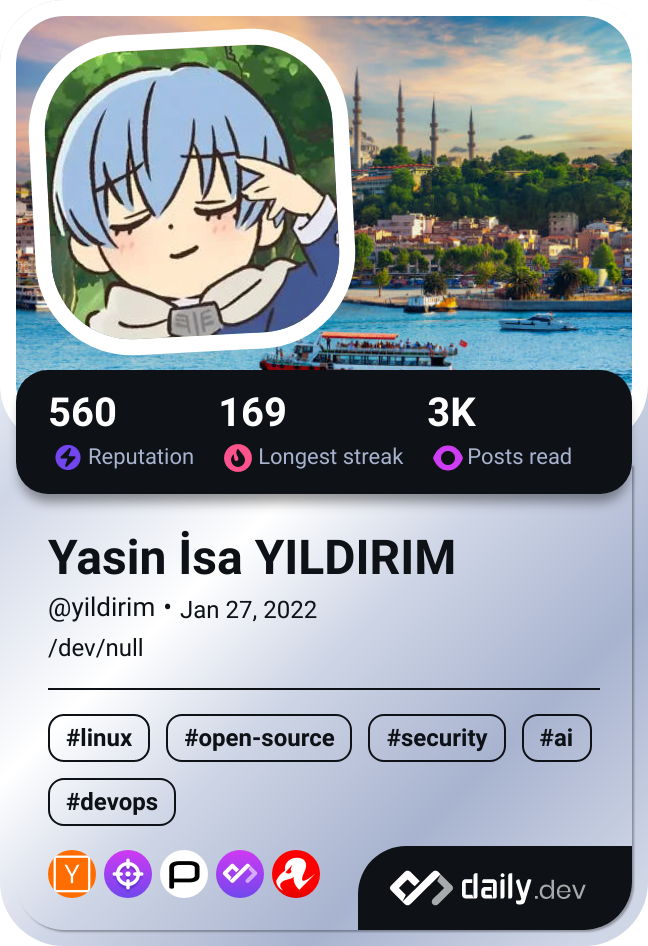 560 169 3K
Reputation Longest streak Posts read
Yasin İsa YILDIRIM
@yildirim • Jan 27, 2022
/dev/null
#linux #open-source #security #ai
#devops
Y
daily.dev